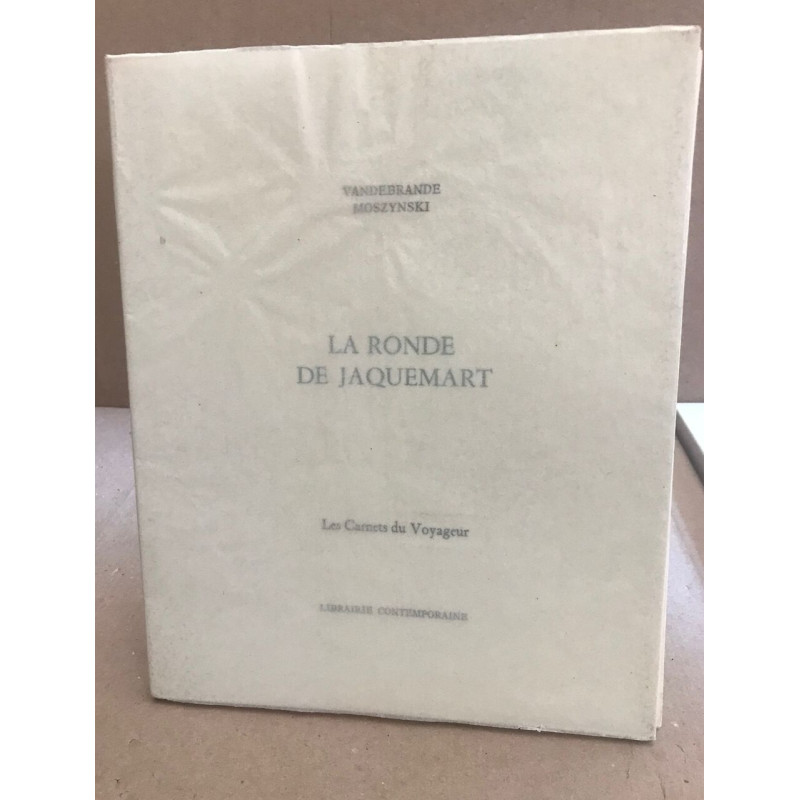 VANDEBRANDE
MOSZYNSKI
LA RONDE
DE JAQUEMART
Les Carnets du Voyageur
LIBRAIRIE CONTEMPORAINE